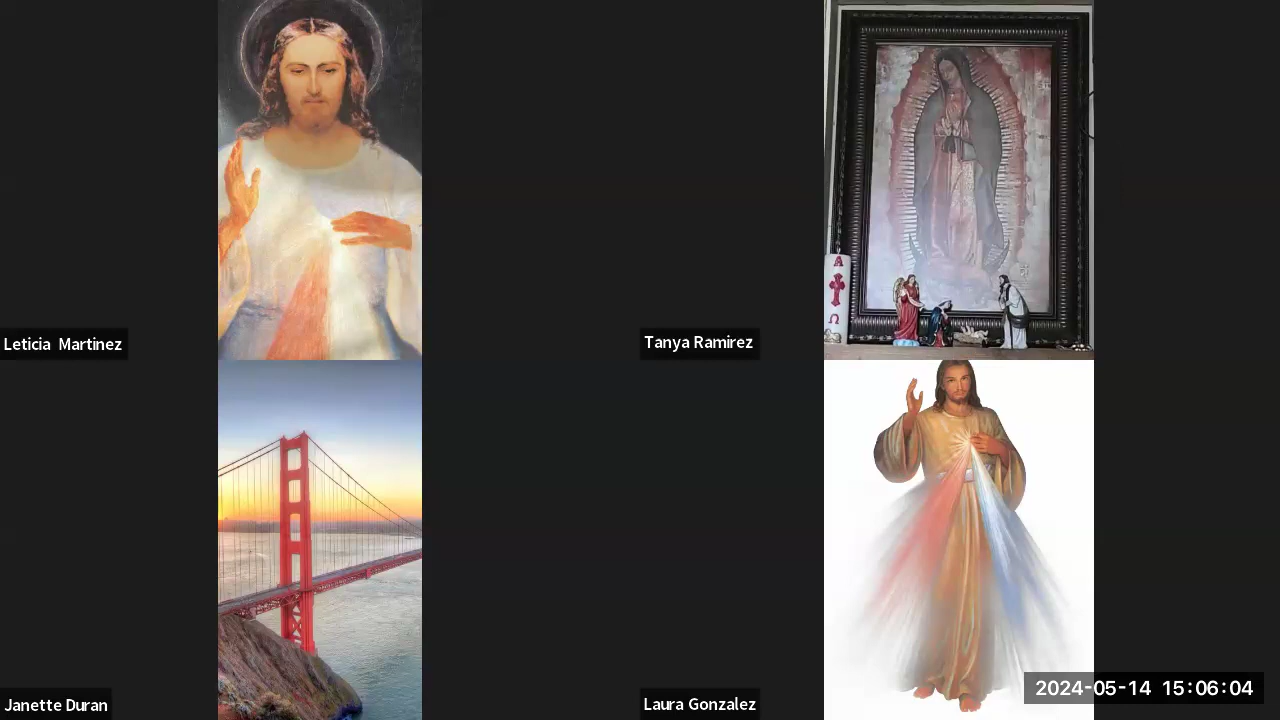 Leticia  Martinez
Tanya Ramirez
A
Ω
Janette Duran
Laura Gonzalez
2024-05-14 15:06:04